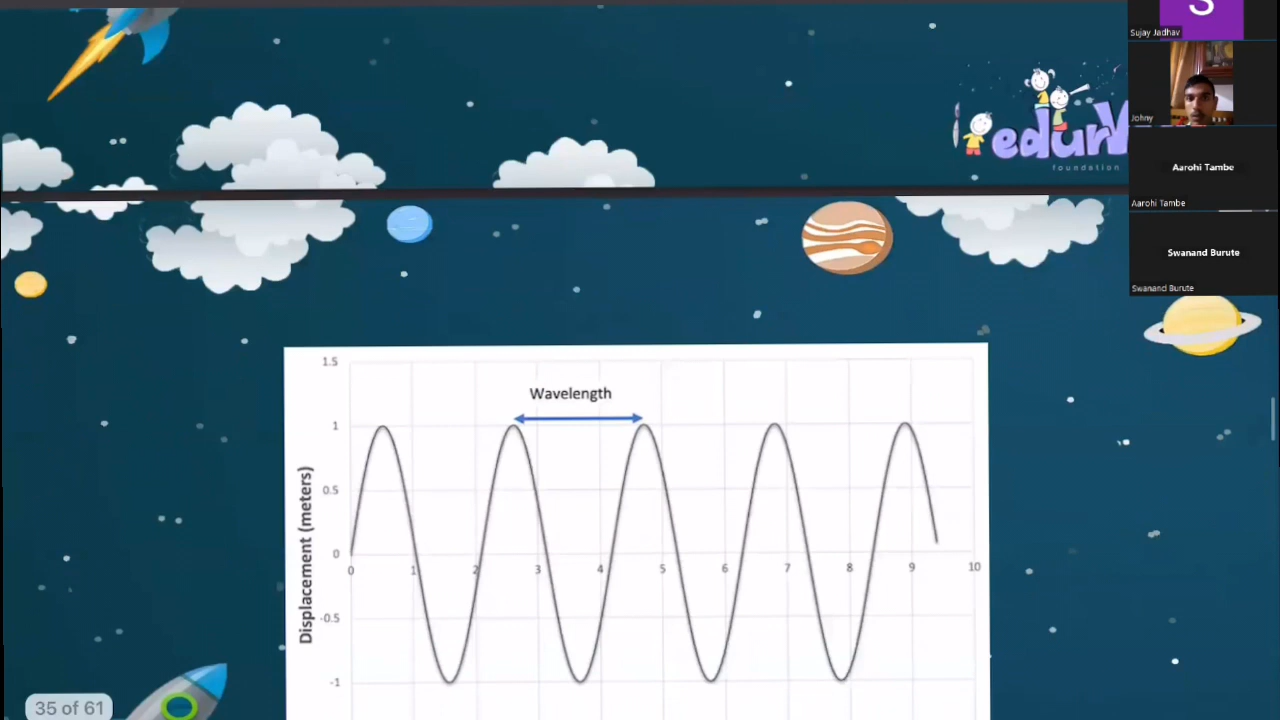 S
Sujay Jadhav
Johny
Aarohi Tambe
Aarohi Tambe
Swanand Burute
Swanand Burute
foundation
1.5
Wavelength
1
0.5
Displacement (meters)
0
0 1 2 3 4 5 6 7 8 9 10
-0.5
-1
35 of 61